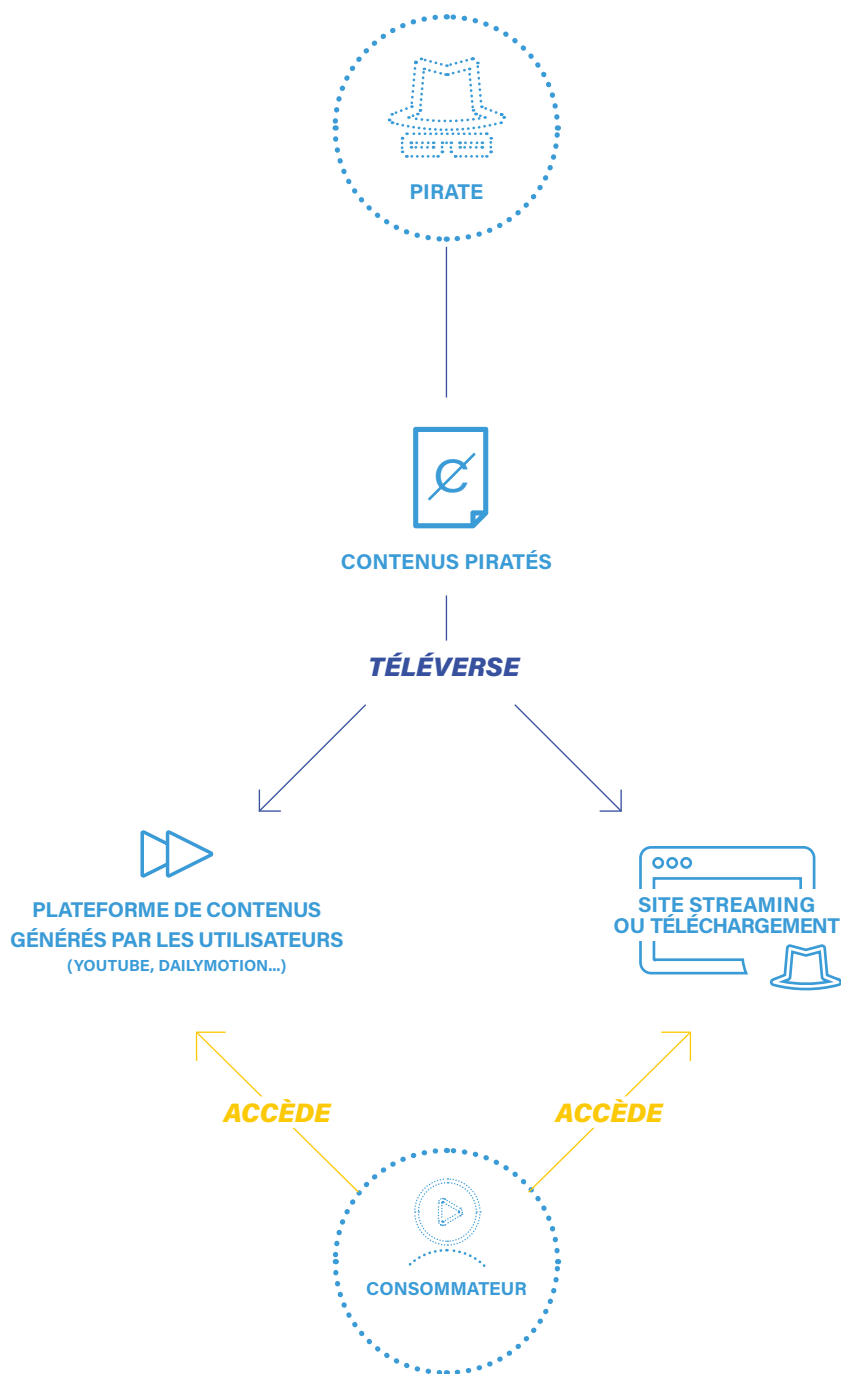 PIRATE
CONTENUS PIRATÉS
TÉLÉVERSE
PLATEFORME DE CONTENUS
GÉNÉRÉS PAR LES UTILISATEURS
(YOUTUBE, DAILYMOTION...)
SITE STREAMING
OU TÉLÉCHARGEMENT
ACCÈDE
ACCÈDE
CONSOMMATEUR